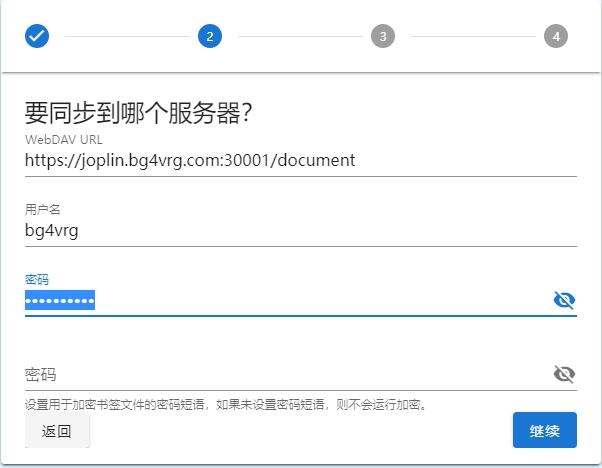 2
3
4
要同步到哪个服务器?
WebDAV URL
https://joplin.bg4vrg.com:30001/document
用户名
bg4vrg
密码
••••••••••
密码
设置用于加密书签文件的密码短语，如果未设置密码短语，则不会运行加密。
返回
继续